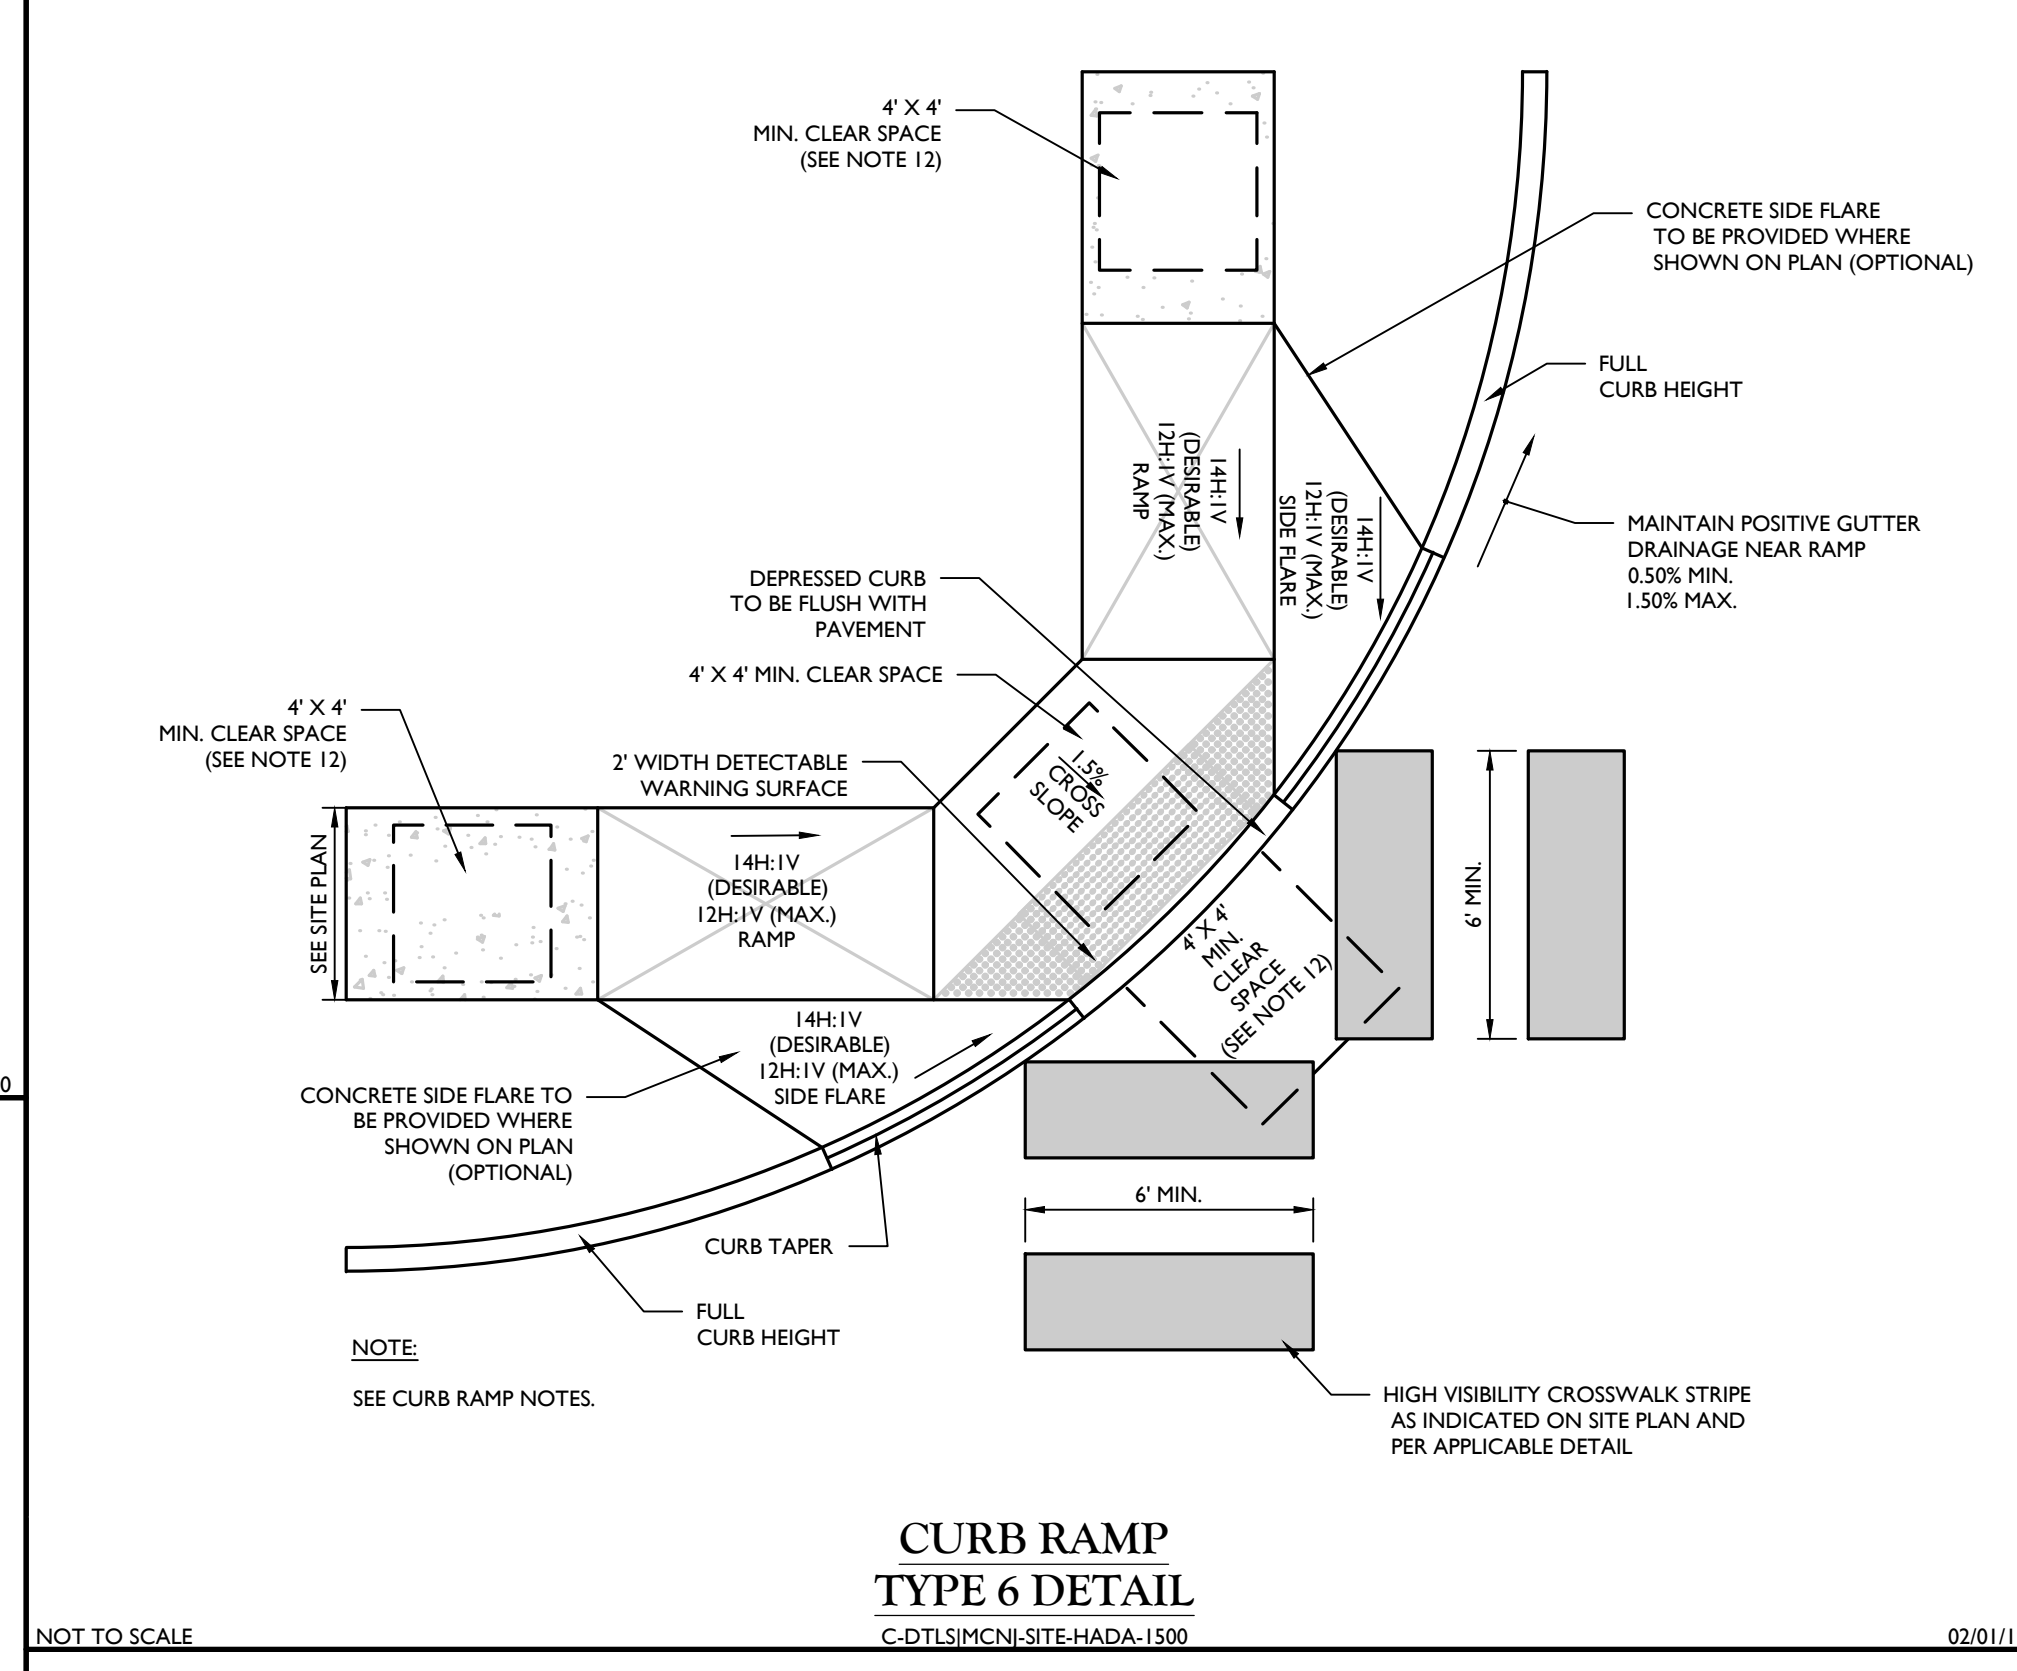 4' X 4'
MIN. CLEAR SPACE
(SEE NOTE 12)
CONCRETE SIDE FLARE
TO BE PROVIDED WHERE
SHOWN ON PLAN (OPTIONAL)
FULL
CURB HEIGHT
14H:1V
(DESIRABLE)
12H:1V (MAX.)
RAMP
14H:1V
(DESIRABLE)
12H:1V (MAX.)
SIDE FLARE
MAINTAIN POSITIVE GUTTER
DRAINAGE NEAR RAMP
0.50% MIN.
1.50% MAX.
DEPRESSED CURB
TO BE FLUSH WITH
PAVEMENT
4' X 4' MIN. CLEAR SPACE
4' X 4'
MIN. CLEAR SPACE
(SEE NOTE 12)
2' WIDTH DETECTABLE
WARNING SURFACE
1.5%
CROSS
SLOPE
SEE SITE PLAN
14H:1V
(DESIRABLE)
12H:1V (MAX.)
RAMP
6' MIN.
4' X 4'
MIN.
CLEAR
SPACE
(SEE NOTE 12)
14H:1V
(DESIRABLE)
12H:1V (MAX.)
SIDE FLARE
0
CONCRETE SIDE FLARE TO
BE PROVIDED WHERE
SHOWN ON PLAN
(OPTIONAL)
6' MIN.
CURB TAPER
FULL
CURB HEIGHT
NOTE:
SEE CURB RAMP NOTES.
HIGH VISIBILITY CROSSWALK STRIPE
AS INDICATED ON SITE PLAN AND
PER APPLICABLE DETAIL
CURB RAMP
TYPE 6 DETAIL
NOT TO SCALE
C-DTLS|MCNJ-SITE-HADA-1500
02/01/1